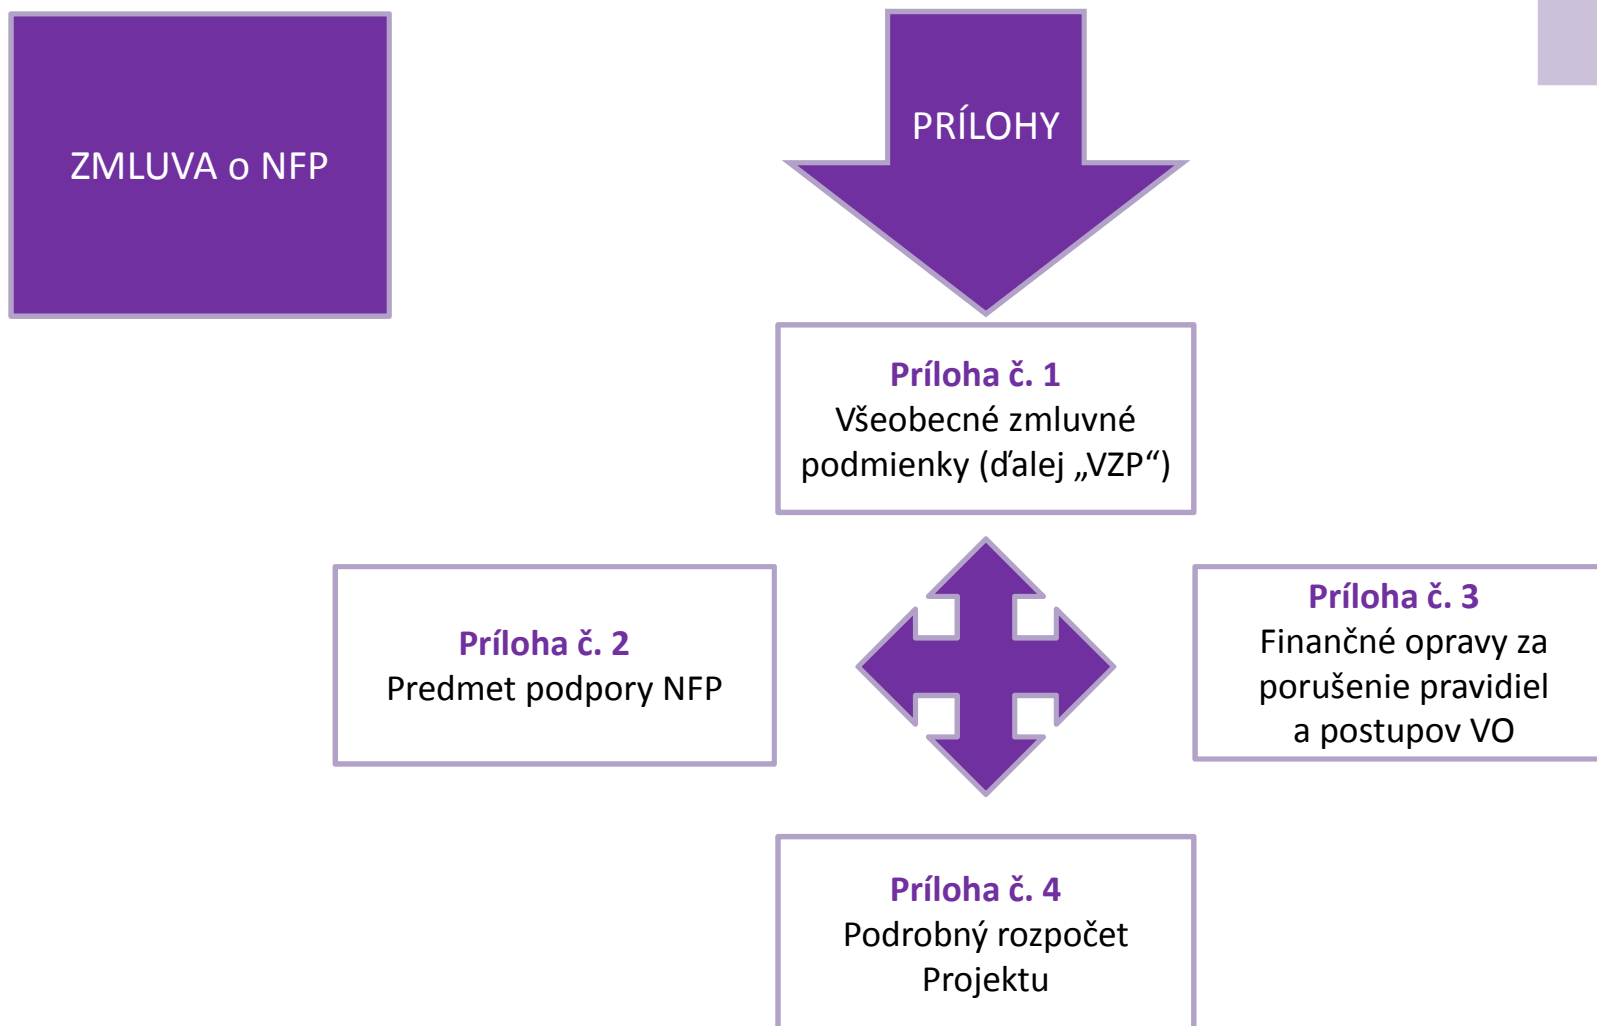 ZMLUVA o NFP
PRÍLOHY
Príloha č. 1
Všeobecné zmluvné
podmienky (ďalej „VZP“)
Príloha č. 2
Predmet podpory NFP
Príloha č. 3
Finančné opravy za
porušenie pravidiel
a postupov VO
Príloha č. 4
Podrobný rozpočet
Projektu